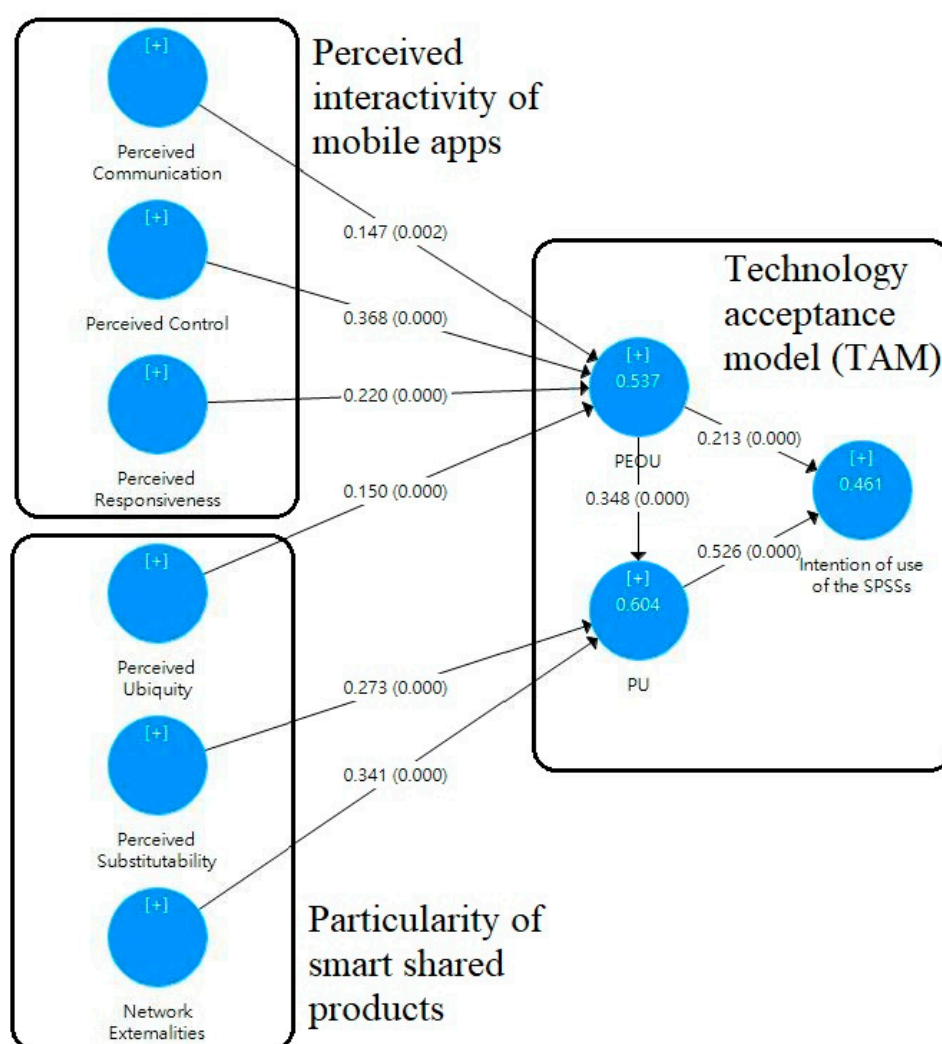 [+]
Perceived
Communication
[+]
Perceived Control
[+]
Perceived
Responsiveness
Perceived
interactivity of
mobile apps
0.147 (0.002)
0.368 (0.000)
0.220 (0.000)
0.150 (0.000)
[+]
Perceived
Ubiquity
[+]
Perceived
Substitutability
[+]
Network
Externalities
Particularity of
smart shared
products
0.273 (0.000)
0.341 (0.000)
Technology
acceptance
model (TAM)
[+]
0.537
PEOU
0.213 (0.000)
0.348 (0.000)
[+]
0.461
Intention of use
of the SPSSs
0.526 (0.000)
[+]
0.604
PU